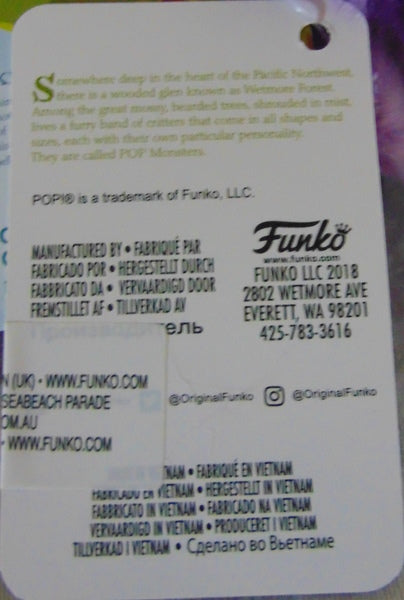 Somewhere deep in the heart of the Pacific Northwest,
there is a wooded glen known as Wetmore Forest.
Among the great mossy, bearded trees, shrouded in mist,
lives a furry band of critters that come in all shapes and
sizes, each with their own particular personality.
They are called POP Monsters.
POP!® is a trademark of Funko, LLC.
MANUFACTURED BY • FABRIQUÉ PAR
FABRICADO POR • HERGESTELLT DURCH
FABBRICATO DA • VERVAARDIGD DOOR
FREMSTILLET AF • TILLVERKAD AV
Производитель
Funko
www.funko.com
FUNKO LLC 2018
2802 WETMORE AVE
EVERETT, WA 98201
425-783-3616
N (UK) • WWW.FUNKO.COM
SEABEACH PARADE
OM.AU
• WWW.FUNKO.COM
@OriginalFunko @OriginalFunko
NAM • FABRIQUÉ EN VIETNAM
FABRICADO EN VIETNAM • HERGESTELLT IN VIETNAM
FABBRICATO IN VIETNAM • FABRICADO NA VIETNAM
VERVAARDIGD IN VIETNAM • PRODUCERET I VIETNAM
TILLVERKAD I VIETNAM • Сделано во Вьетнаме